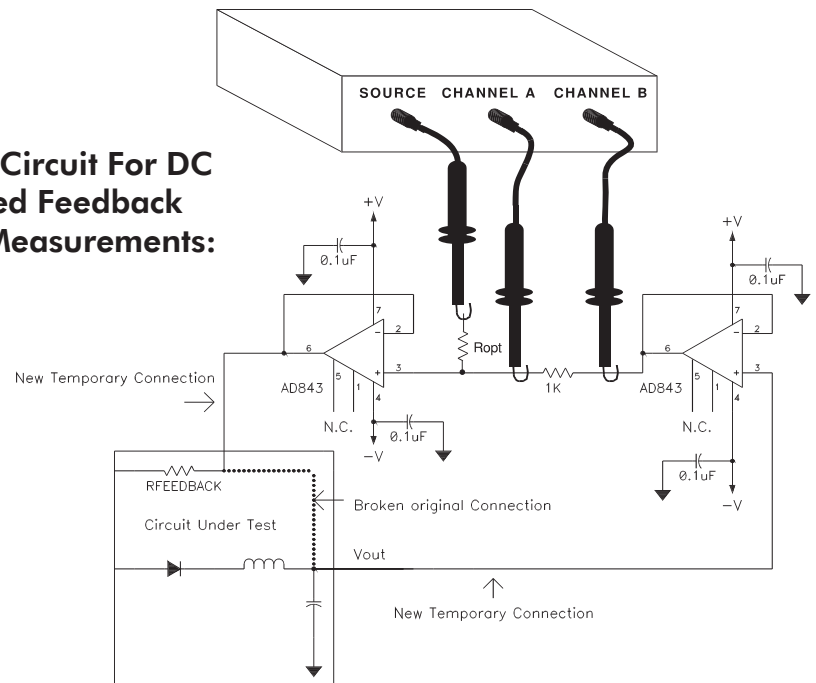 SOURCE CHANNEL A CHANNEL B
Circuit For DC
Feedback
Measurements:
+V
0.1uF
7
2
6
3
AD843
5
1
4
N.C.
0.1uF
−V
Ropt
1K
+V
0.1uF
7
2
6
3
AD843
5
1
4
N.C.
0.1uF
−V
New Temporary Connection
RFEEDBACK
Broken original Connection
Circuit Under Test
Vout
New Temporary Connection